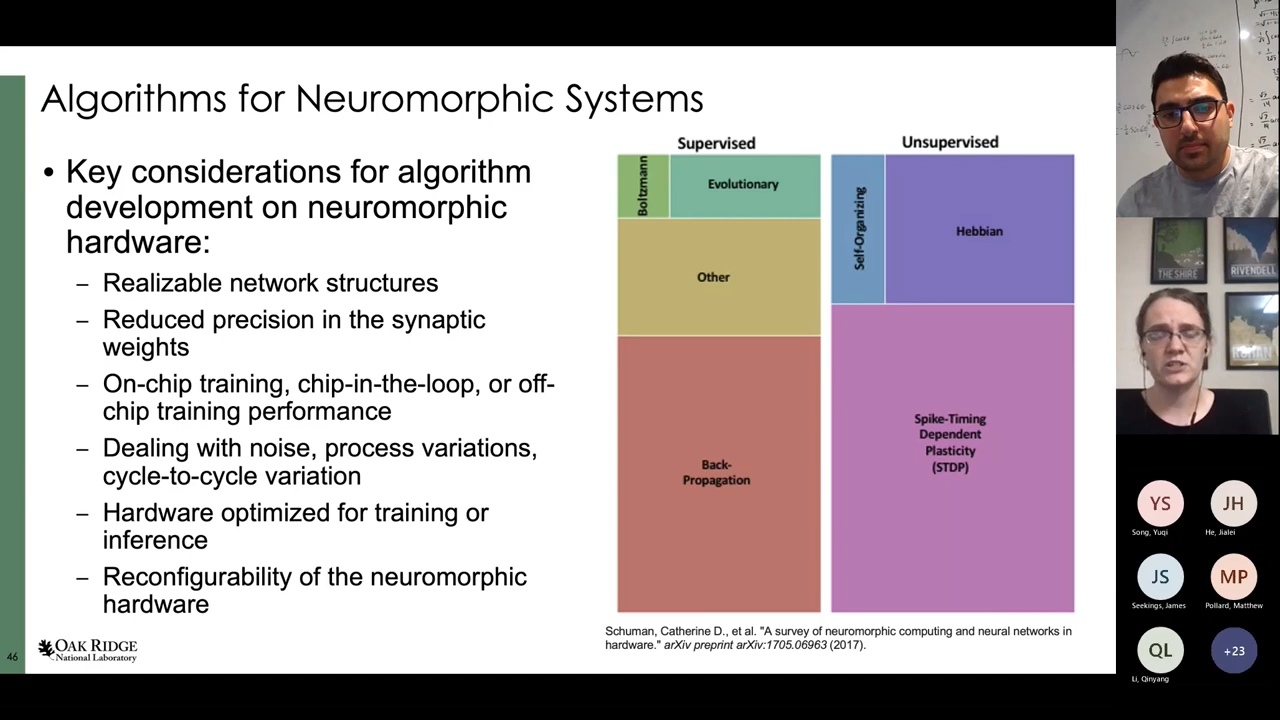 Algorithms for Neuromorphic Systems
• Key considerations for algorithm
development on neuromorphic
hardware:
– Realizable network structures
– Reduced precision in the synaptic
weights
– On-chip training, chip-in-the-loop, or off-
chip training performance
– Dealing with noise, process variations,
cycle-to-cycle variation
– Hardware optimized for training or
inference
– Reconfigurability of the neuromorphic
hardware
Supervised
Boltzmann
Evolutionary
Other
Back-
Propagation
Unsupervised
Self-Organizing
Hebbian
Spike-Timing
Dependent
Plasticity
(STDP)
Schuman, Catherine D., et al. "A survey of neuromorphic computing and neural networks in
hardware." arXiv preprint arXiv:1705.06963 (2017).
46
OAK RIDGE
National Laboratory
THE SHIRE
RIVENDELL
YS
Song, Yuqi
JH
He, Jialei
JS
Seekings, James
MP
Pollard, Matthew
QL
Li, Qinyang
+23